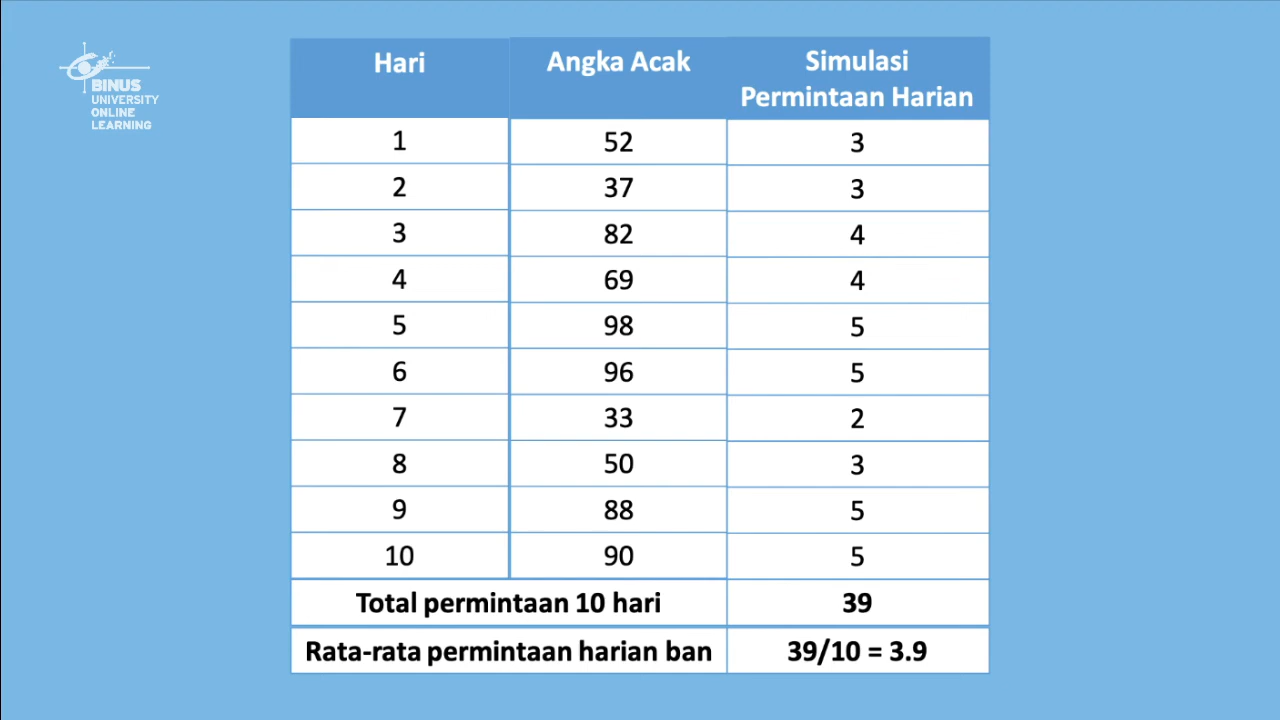 BINUS
UNIVERSITY
ONLINE
LEARNING
Hari Angka Acak Simulasi
Permintaan Harian
1 52 3
2 37 3
3 82 4
4 69 4
5 98 5
6 96 5
7 33 2
8 50 3
9 88 5
10 90 5
Total permintaan 10 hari 39
Rata-rata permintaan harian ban 39/10 = 3.9